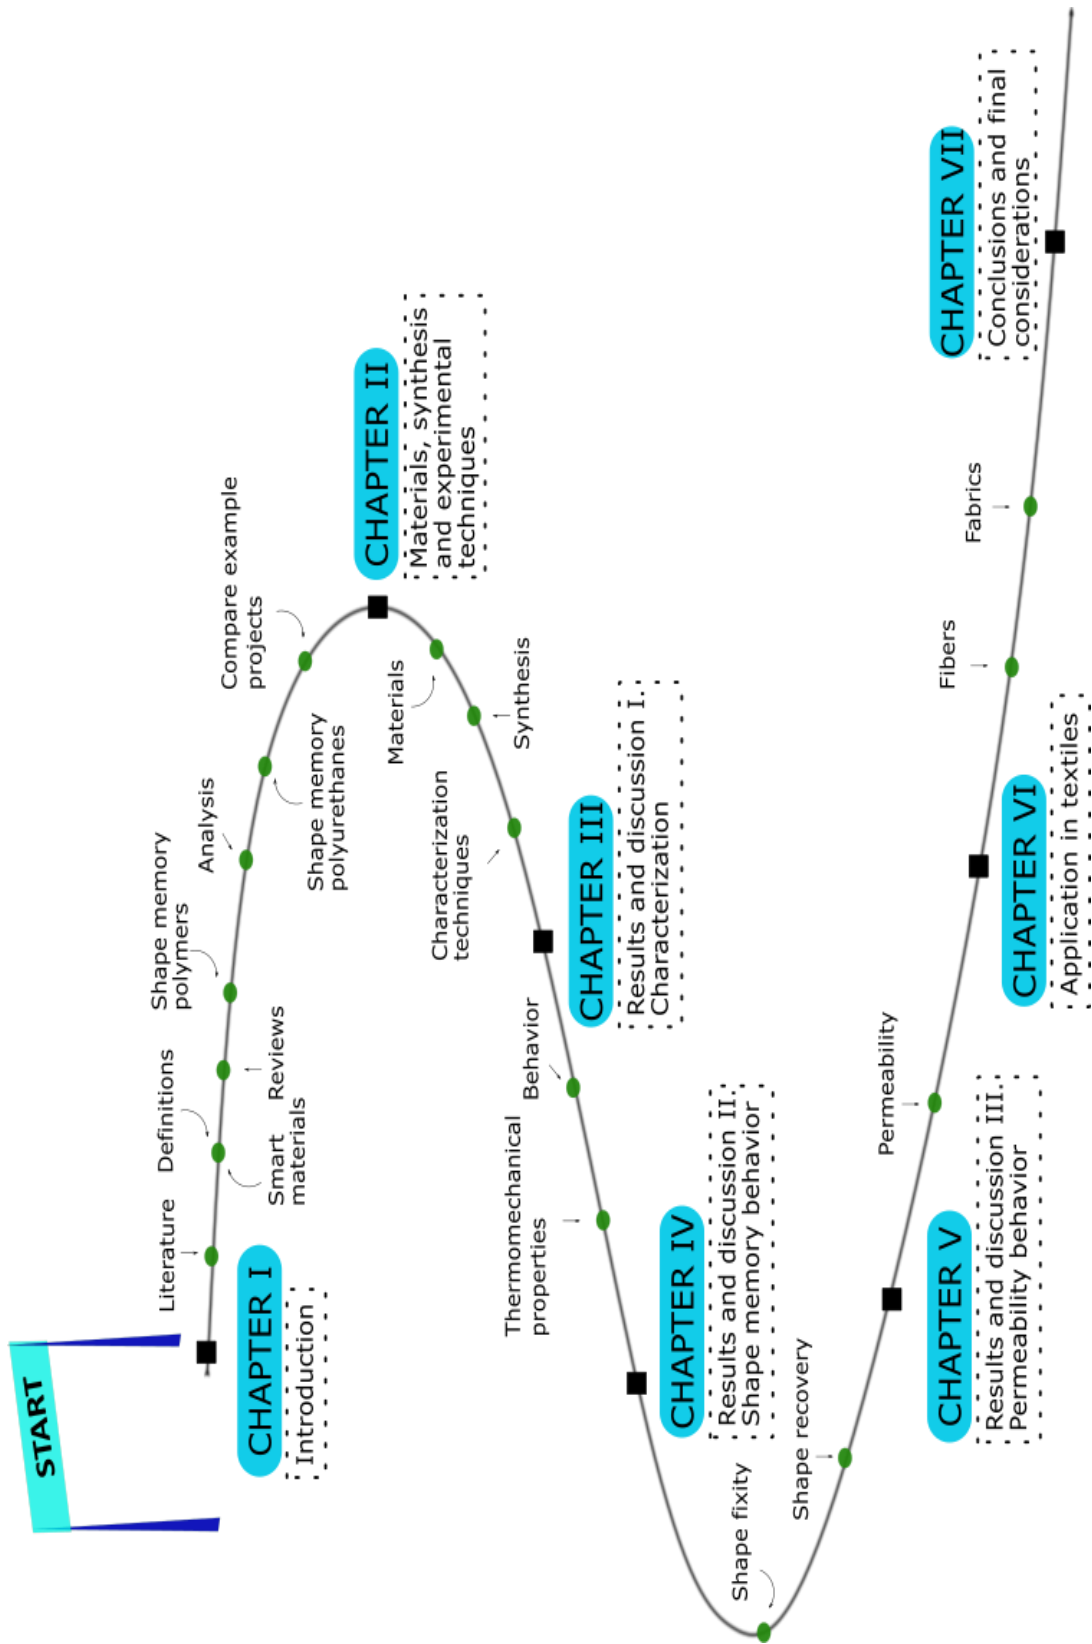 START
CHAPTER I
Introduction
Literature
Definitions
Smart
materials
Reviews
Shape memory
polymers
Analysis
Shape memory
polyurethanes
Compare example
projects
CHAPTER II
Materials, synthesis
and experimental
techniques
Materials
Synthesis
Characterization
techniques
CHAPTER III
Results and discussion I.
Characterization
Behavior
Thermomechanical
properties
CHAPTER IV
Results and discussion II.
Shape memory behavior
Shape fixity
Shape recovery
CHAPTER V
Results and discussion III.
Permeability behavior
Permeability
CHAPTER VI
Application in textiles
Fibers
Fabrics
CHAPTER VII
Conclusions and final
considerations